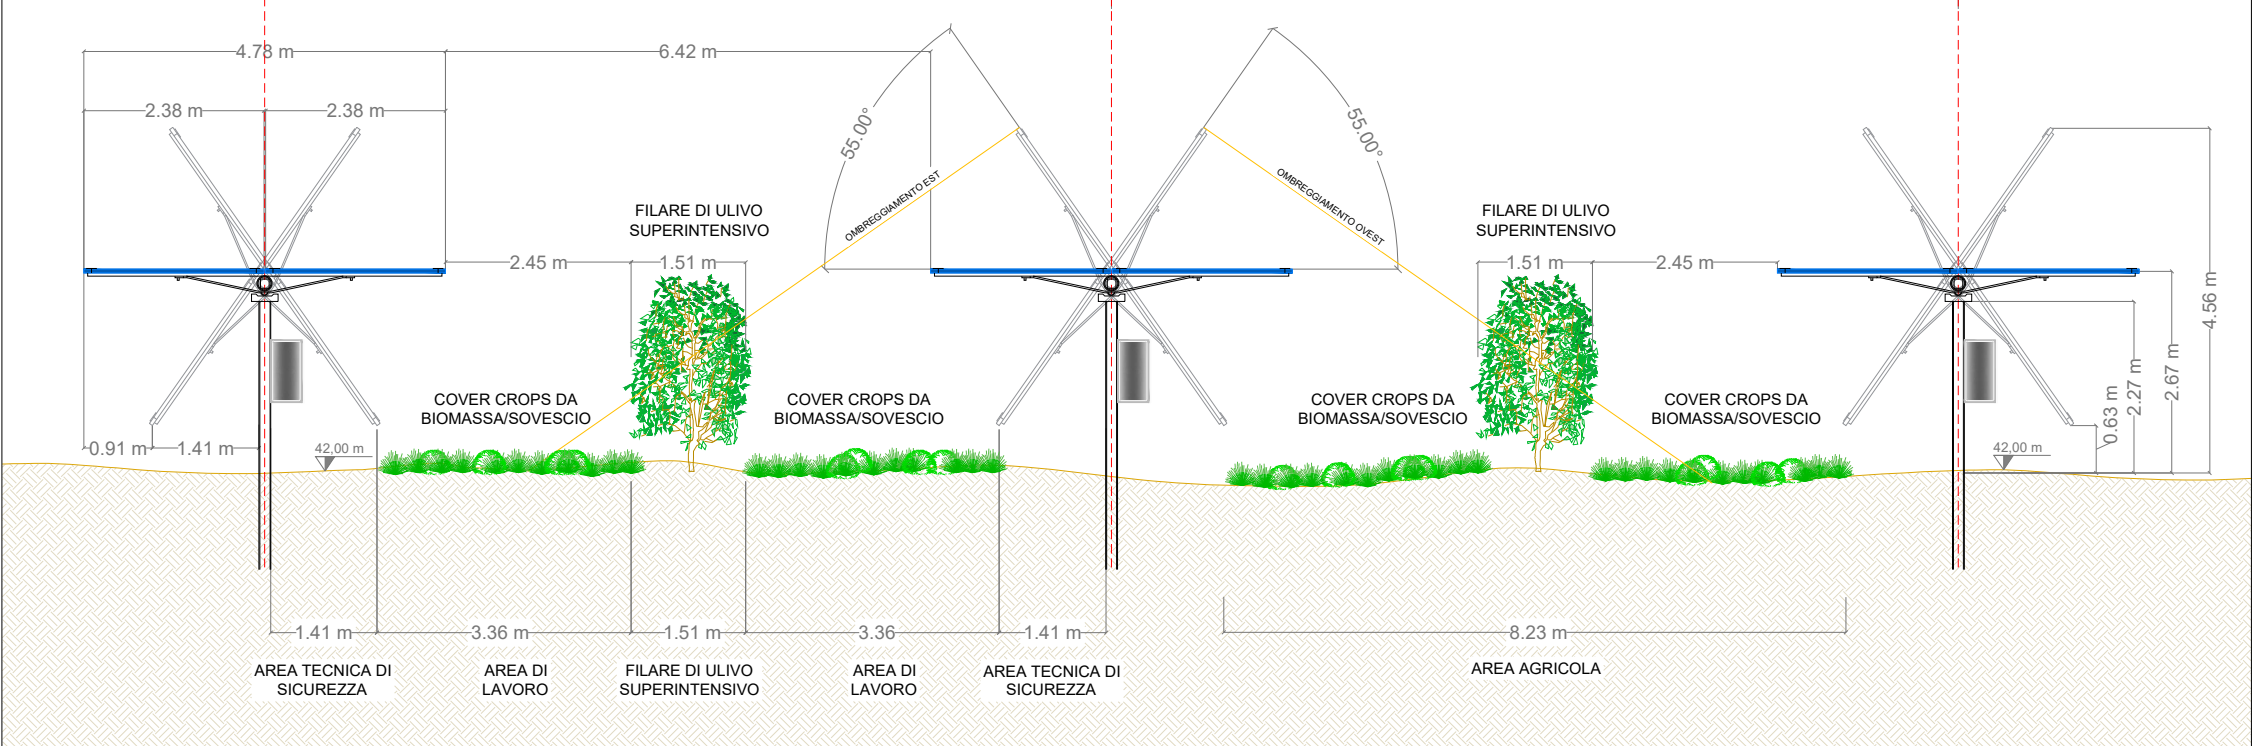 4.78 m
6.42 m
2.38 m
2.38 m
55.00°
55.00°
OMBREGGIAMENTO EST
OMBREGGIAMENTO OVEST
FILARE DI ULIVO
SUPERINTENSIVO
FILARE DI ULIVO
SUPERINTENSIVO
2.45 m
1.51 m
1.51 m
2.45 m
4.56 m
2.67 m
2.27 m
0.63 m
COVER CROPS DA
BIOMASSA/SOVESCIO
COVER CROPS DA
BIOMASSA/SOVESCIO
COVER CROPS DA
BIOMASSA/SOVESCIO
COVER CROPS DA
BIOMASSA/SOVESCIO
0.91 m
1.41 m
42,00 m
42,00 m
1.41 m
3.36 m
1.51 m
3.36
1.41 m
8.23 m
AREA TECNICA DI
SICUREZZA
AREA DI
LAVORO
FILARE DI ULIVO
SUPERINTENSIVO
AREA DI
LAVORO
AREA TECNICA DI
SICUREZZA
AREA AGRICOLA